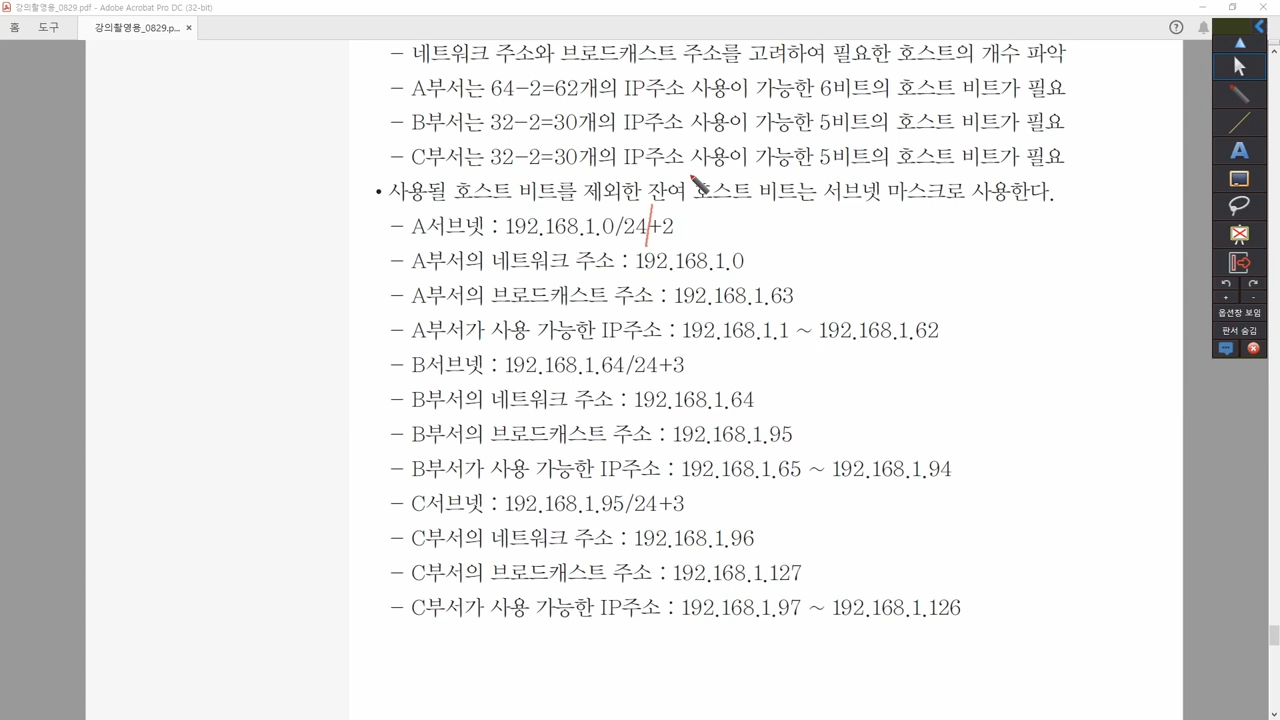 강의촬영용_0829.pdf - Adobe Acrobat Pro DC (32-bit)
홈 도구 강의촬영용_0829.p... ×
– 네트워크 주소와 브로드캐스트 주소를 고려하여 필요한 호스트의 개수 파악
– A부서는 64-2=62개의 IP주소 사용이 가능한 6비트의 호스트 비트가 필요
– B부서는 32-2=30개의 IP주소 사용이 가능한 5비트의 호스트 비트가 필요
– C부서는 32-2=30개의 IP주소 사용이 가능한 5비트의 호스트 비트가 필요
• 사용될 호스트 비트를 제외한 잔여 호스트 비트는 서브넷 마스크로 사용한다.
– A서브넷 : 192.168.1.0/24+2
– A부서의 네트워크 주소 : 192.168.1.0
– A부서의 브로드캐스트 주소 : 192.168.1.63
– A부서가 사용 가능한 IP주소 : 192.168.1.1 ~ 192.168.1.62
– B서브넷 : 192.168.1.64/24+3
– B부서의 네트워크 주소 : 192.168.1.64
– B부서의 브로드캐스트 주소 : 192.168.1.95
– B부서가 사용 가능한 IP주소 : 192.168.1.65 ~ 192.168.1.94
– C서브넷 : 192.168.1.95/24+3
– C부서의 네트워크 주소 : 192.168.1.96
– C부서의 브로드캐스트 주소 : 192.168.1.127
– C부서가 사용 가능한 IP주소 : 192.168.1.97 ~ 192.168.1.126
A
+ -
옵션창 보임
판서 숨김